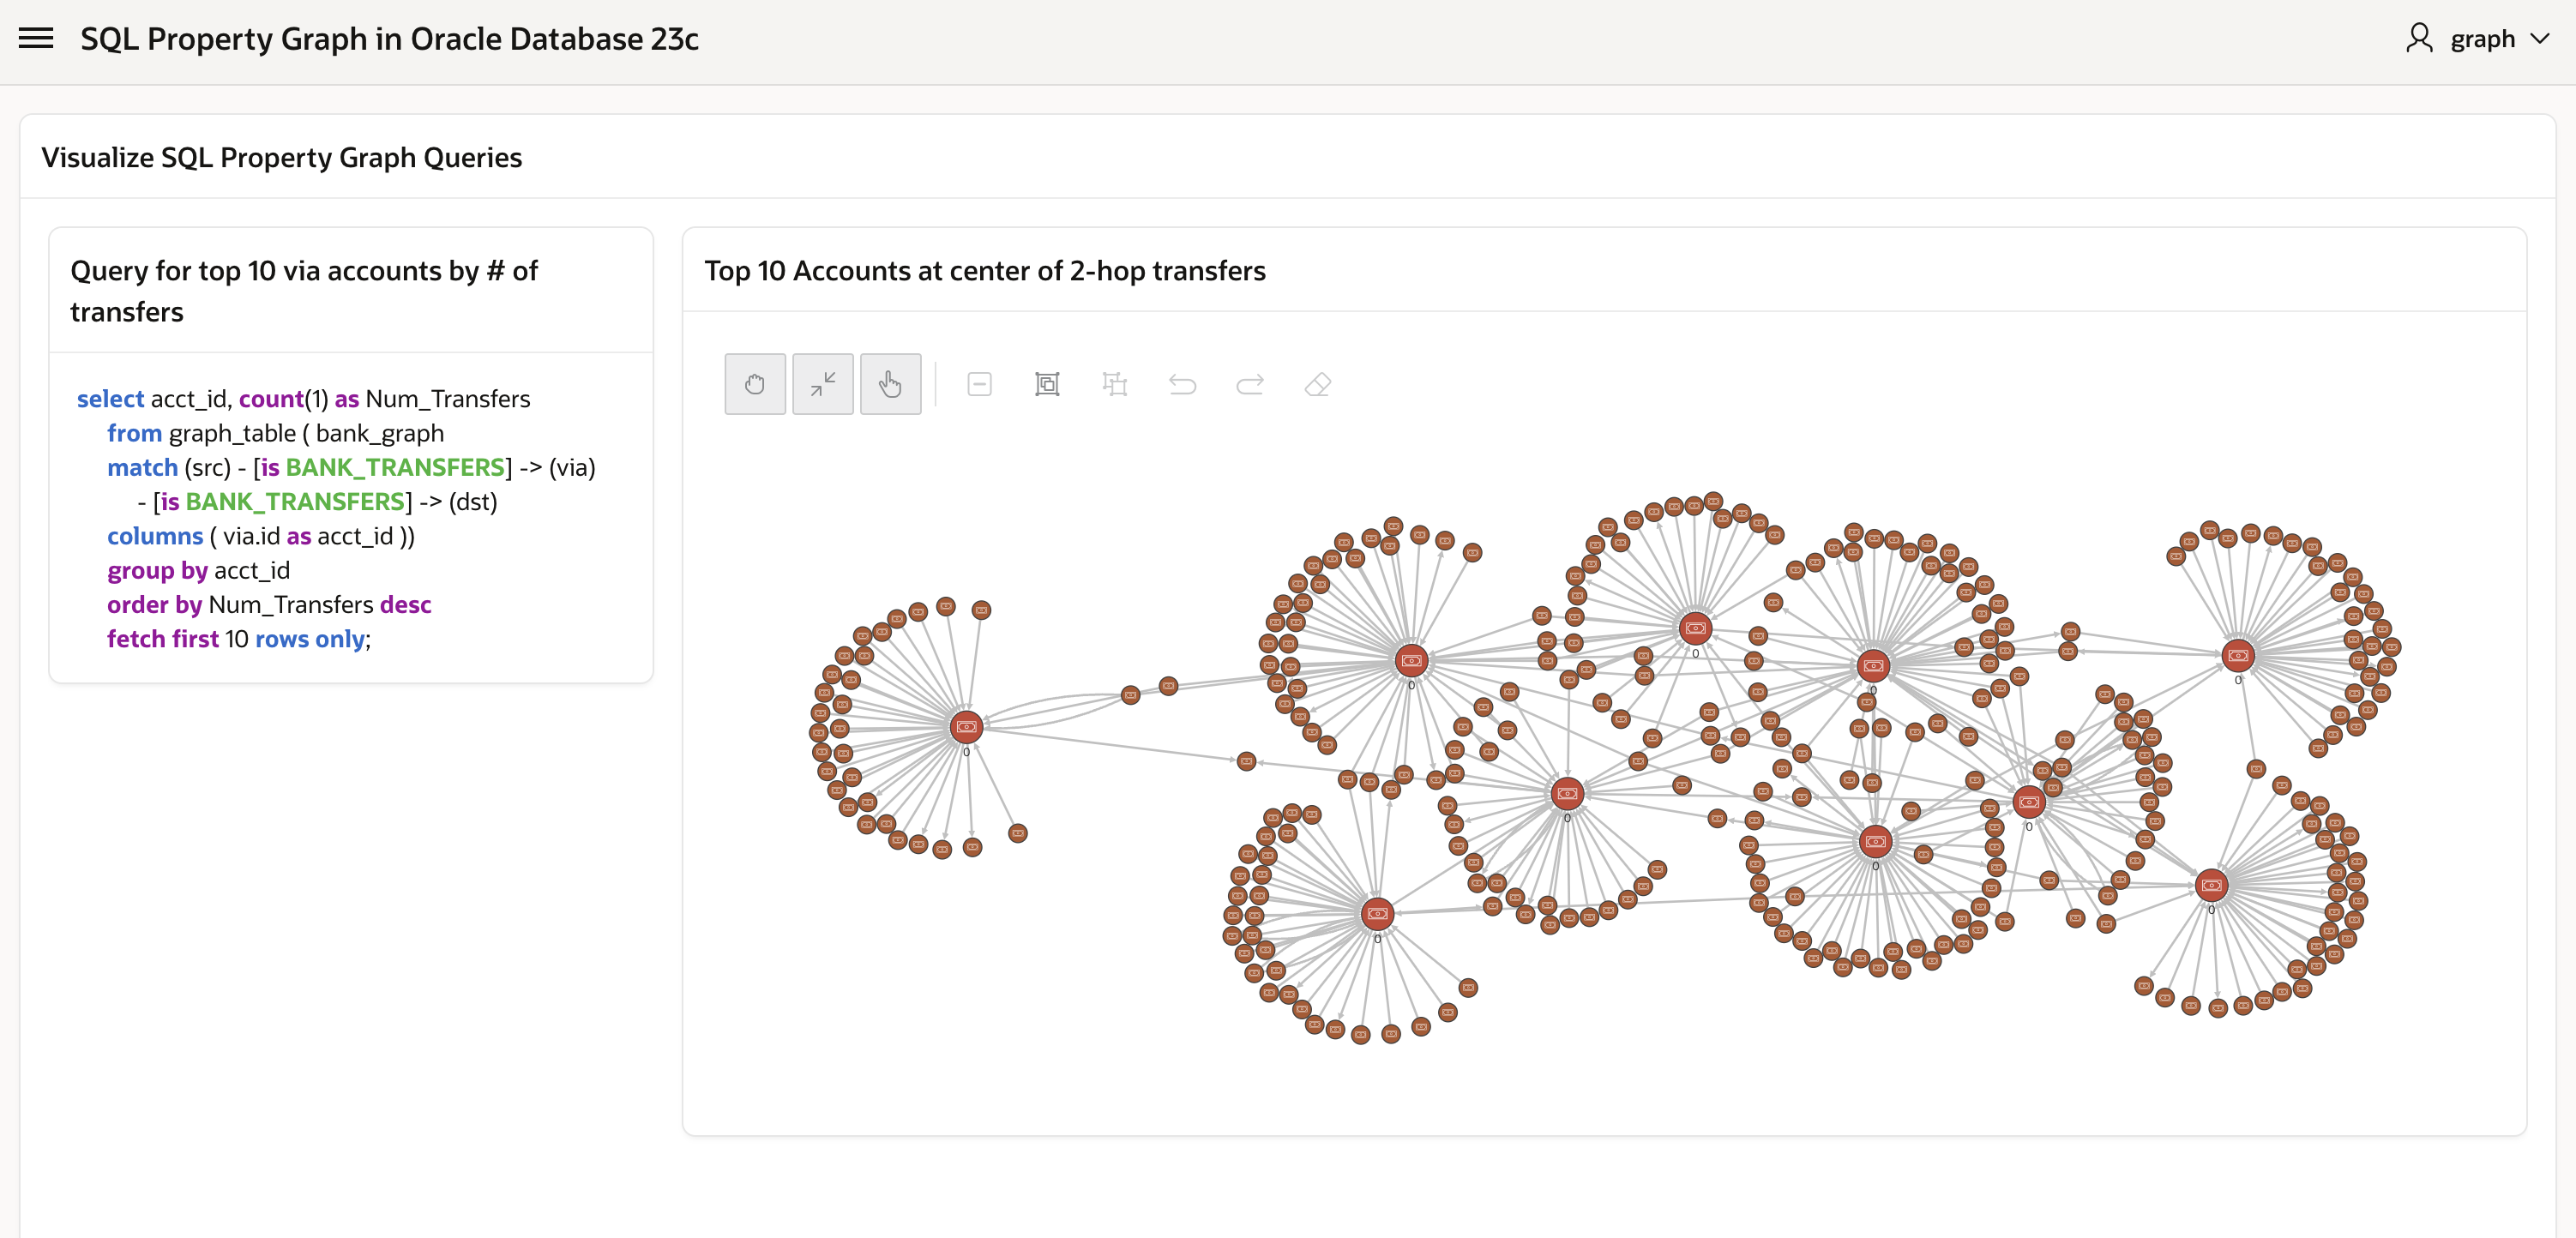 SQL Property Graph in Oracle Database 23c
graph
Visualize SQL Property Graph Queries
Query for top 10 via accounts by # of
transfers
select acct_id, count(1) as Num_Transfers
from graph_table ( bank_graph
match (src) - [is BANK_TRANSFERS] -> (via)
- [is BANK_TRANSFERS] -> (dst)
columns ( via.id as acct_id ))
group by acct_id
order by Num_Transfers desc
fetch first 10 rows only;
Top 10 Accounts at center of 2-hop transfers
0
0
0
0
0
0
0
0
0
0